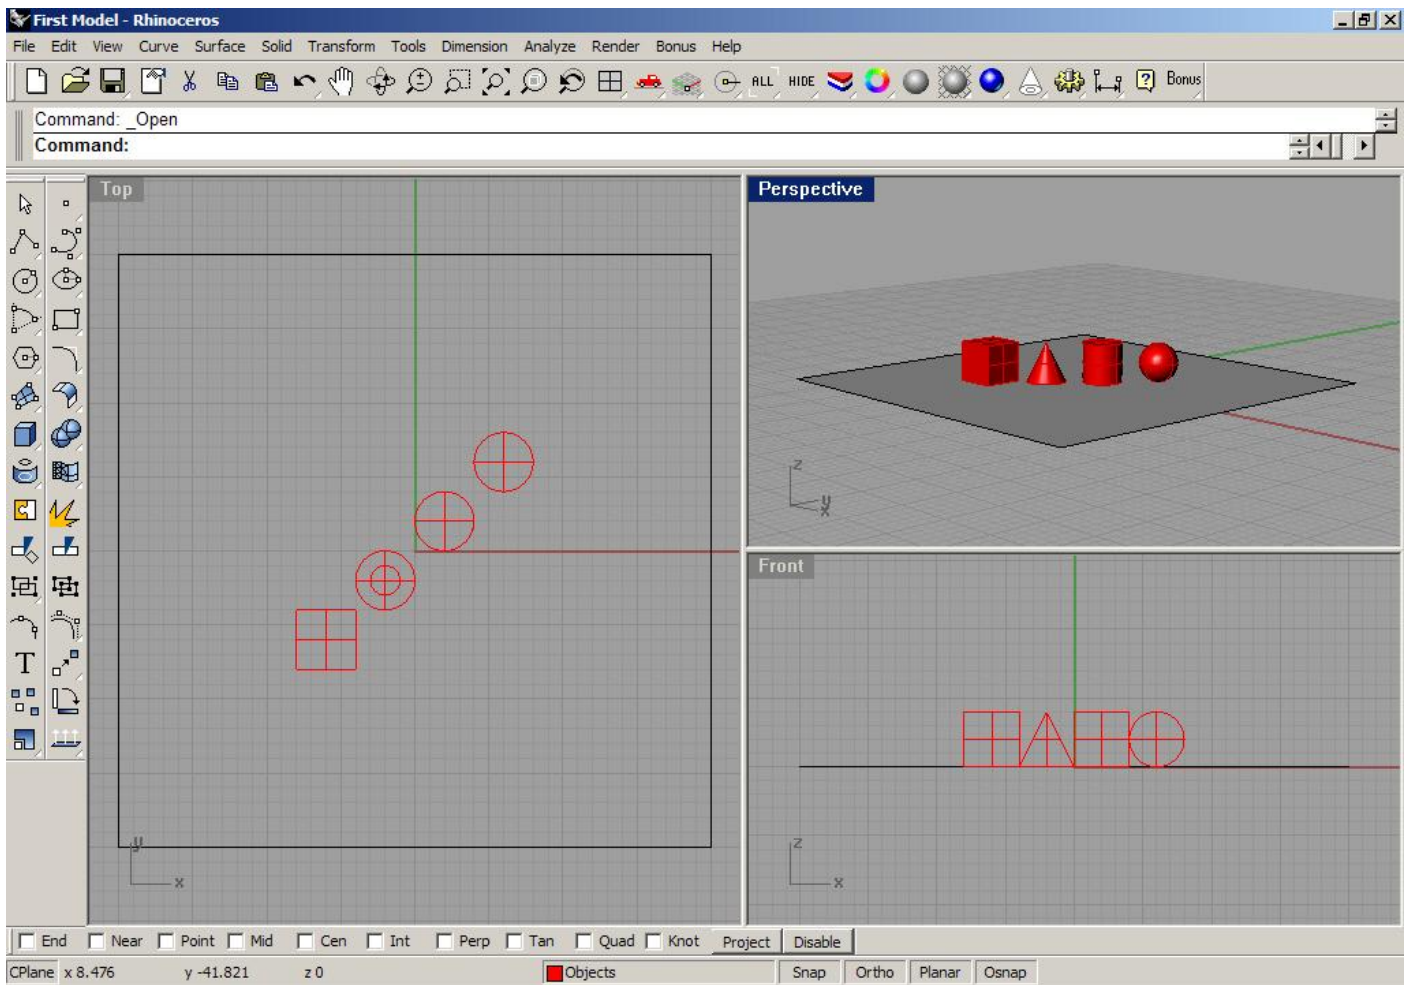 First Model - Rhinoceros
File Edit View Curve Surface Solid Transform Tools Dimension Analyze Render Bonus Help
ALL HIDE ? Bonus
Command: _Open
Command:
Top
Perspective
z
y
x
T
Front
y
x
z
x
End Near Point Mid Cen Int Perp Tan Quad Knot Project Disable
CPlane x 8.476 y -41.821 z 0 Objects Snap Ortho Planar Osnap